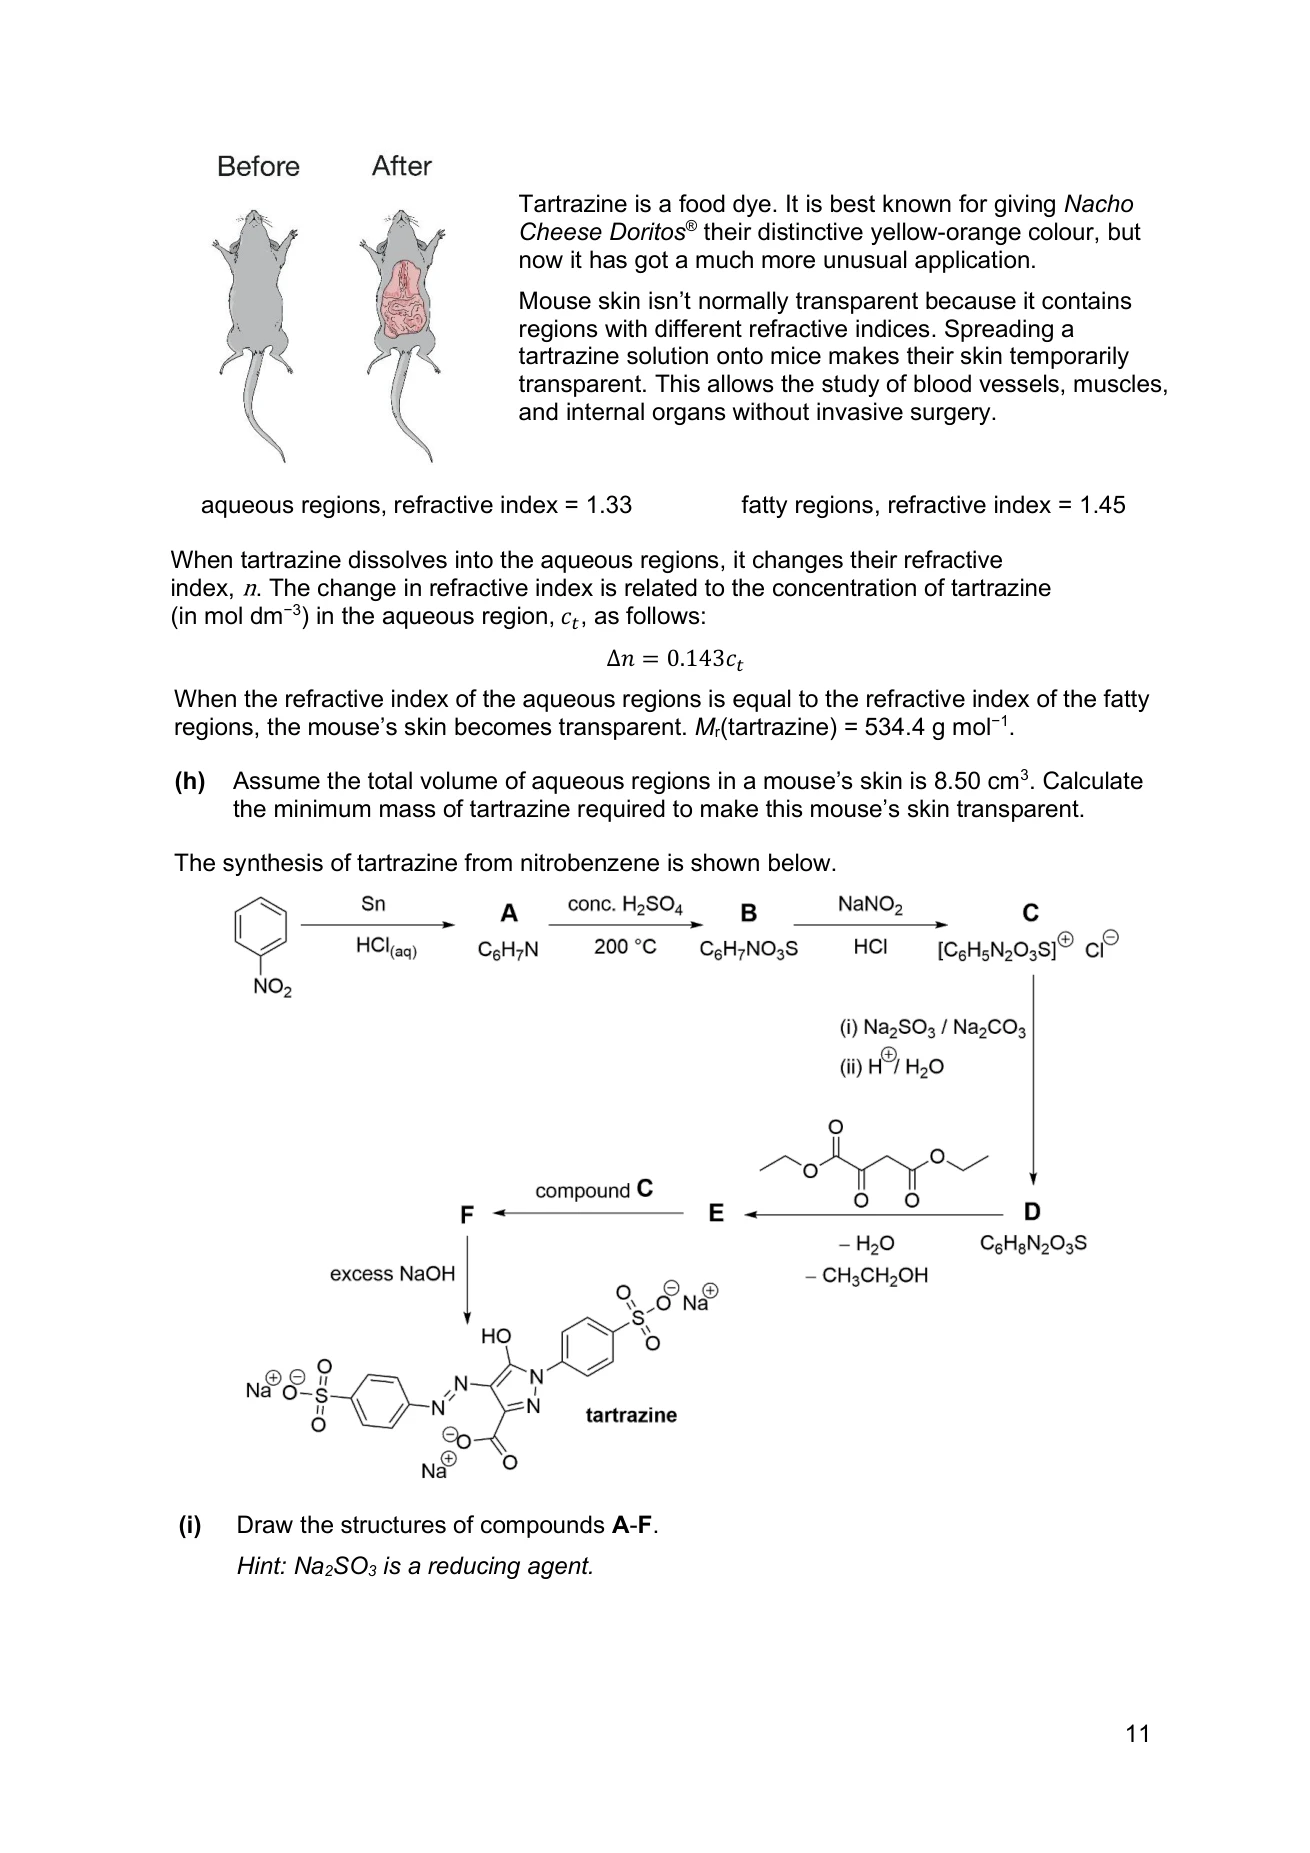 Before
After
Tartrazine is a food dye. It is best known for giving Nacho
Cheese Doritos® their distinctive yellow-orange colour, but
now it has got a much more unusual application.
Mouse skin isn’t normally transparent because it contains
regions with different refractive indices. Spreading a
tartrazine solution onto mice makes their skin temporarily
transparent. This allows the study of blood vessels, muscles,
and internal organs without invasive surgery.
aqueous regions, refractive index = 1.33
fatty regions, refractive index = 1.45
When tartrazine dissolves into the aqueous regions, it changes their refractive
index, n. The change in refractive index is related to the concentration of tartrazine
(in mol dm⁻³) in the aqueous region, cₜ, as follows:
Δn = 0.143cₜ
When the refractive index of the aqueous regions is equal to the refractive index of the fatty
regions, the mouse’s skin becomes transparent. Mᵣ(tartrazine) = 534.4 g mol⁻¹.
(h) Assume the total volume of aqueous regions in a mouse’s skin is 8.50 cm³. Calculate
the minimum mass of tartrazine required to make this mouse’s skin transparent.
The synthesis of tartrazine from nitrobenzene is shown below.
NO₂
Sn
HCl(aq)
A
C₆H₇N
conc. H₂SO₄
200 °C
B
C₆H₇NO₃S
NaNO₂
HCl
C
[C₆H₅N₂O₃S]⊕ Cl⊖
(i) Na₂SO₃ / Na₂CO₃
(ii) H⊕/ H₂O
O
O
O
O
O
D
C₆H₈N₂O₃S
– H₂O
– CH₃CH₂OH
E
compound C
F
excess NaOH
O
S
O
O⊖ Na⊕
HO
N
N
N
N
Na⊕ ⊖O
S
O
O
⊖O
O
Na⊕
tartrazine
(i) Draw the structures of compounds A-F.
Hint: Na₂SO₃ is a reducing agent.
11